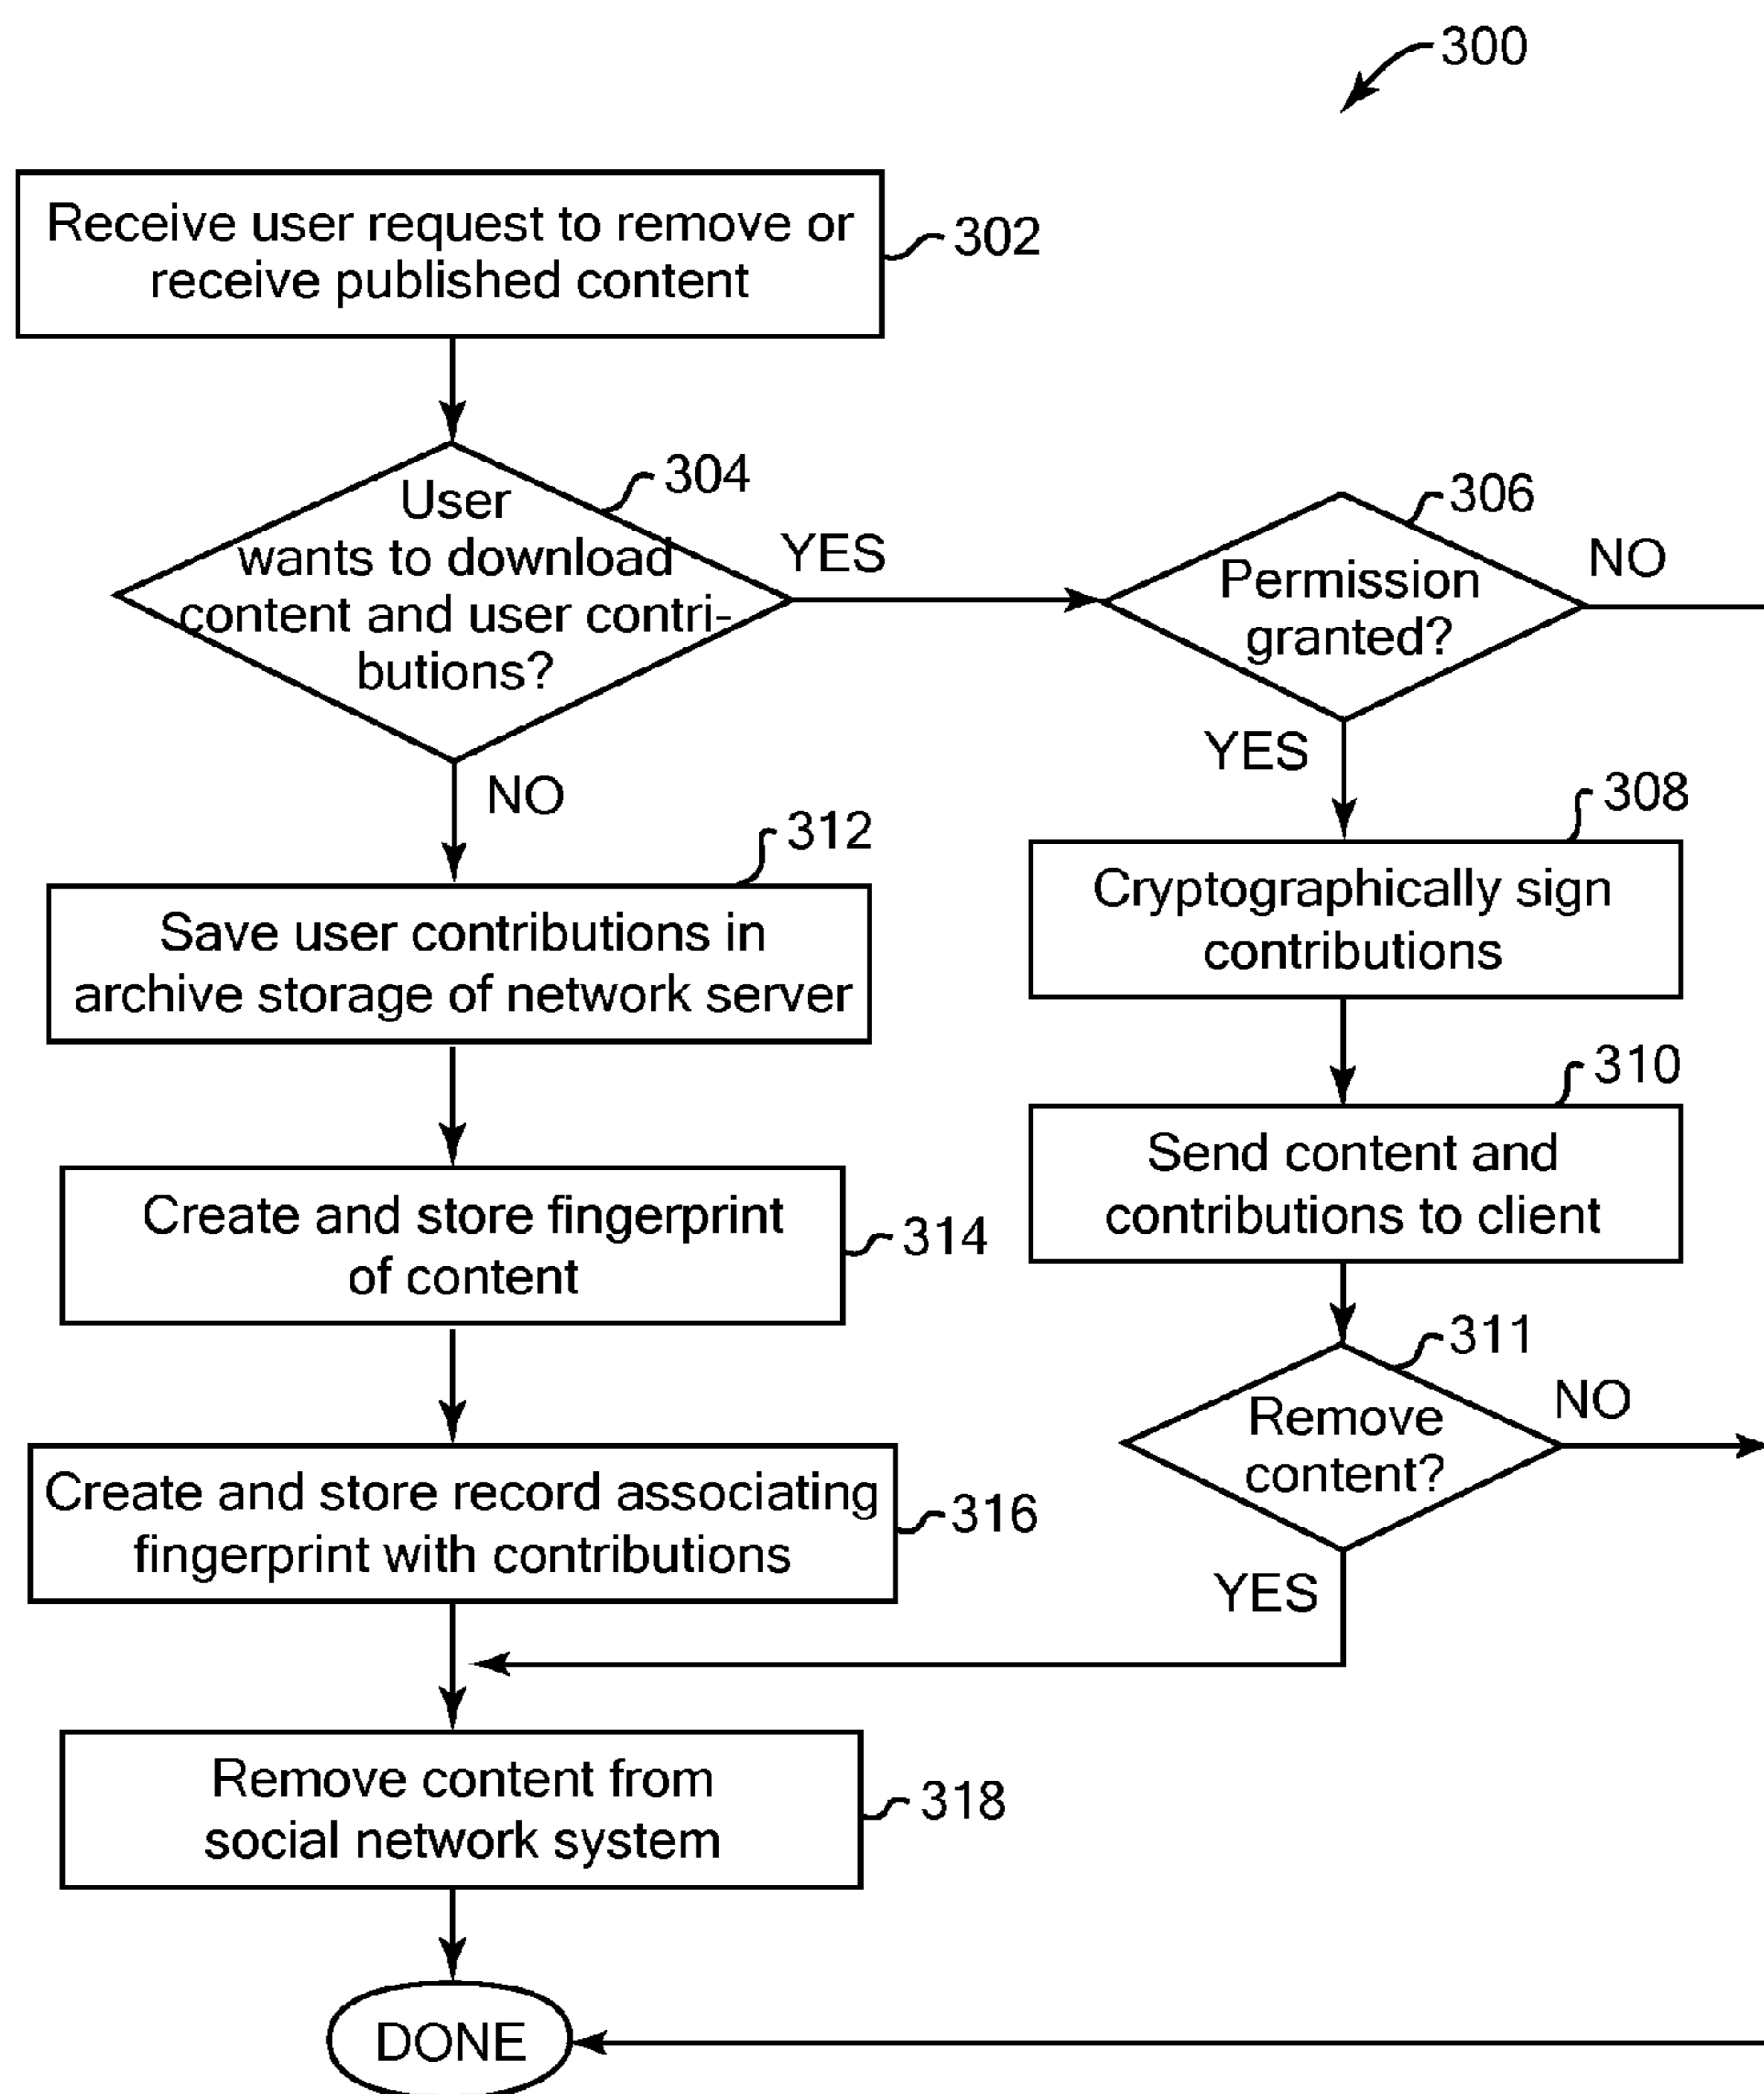 300
Receive user request to remove or
receive published content
302
304
User
wants to download
content and user contri-
butions?
YES
NO
306
Permission
granted?
NO
YES
308
Cryptographically sign
contributions
310
Send content and
contributions to client
311
Remove
content?
NO
YES
312
Save user contributions in
archive storage of network server
314
Create and store fingerprint
of content
316
Create and store record associating
fingerprint with contributions
318
Remove content from
social network system
DONE